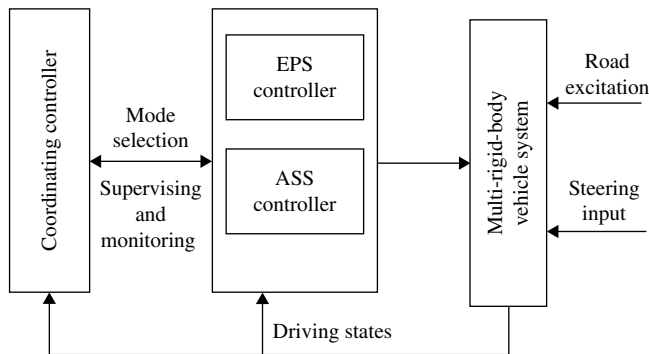 Coordinating controller
Mode
selection
Supervising
and
monitoring
EPS
controller
ASS
controller
Multi-rigid-body
vehicle system
Road
excitation
Steering
input
Driving states